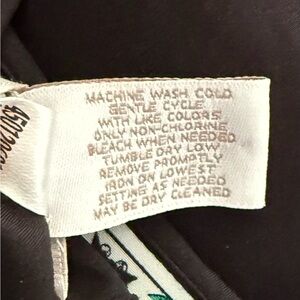 MACHINE WASH COLD
GENTLE CYCLE
WITH LIKE COLORS
ONLY NON-CHLORINE
BLEACH WHEN NEEDED
TUMBLE DRY LOW
REMOVE PROMPTLY
IRON ON LOWEST
SETTING AS NEEDED
MAY BE DRY CLEANED